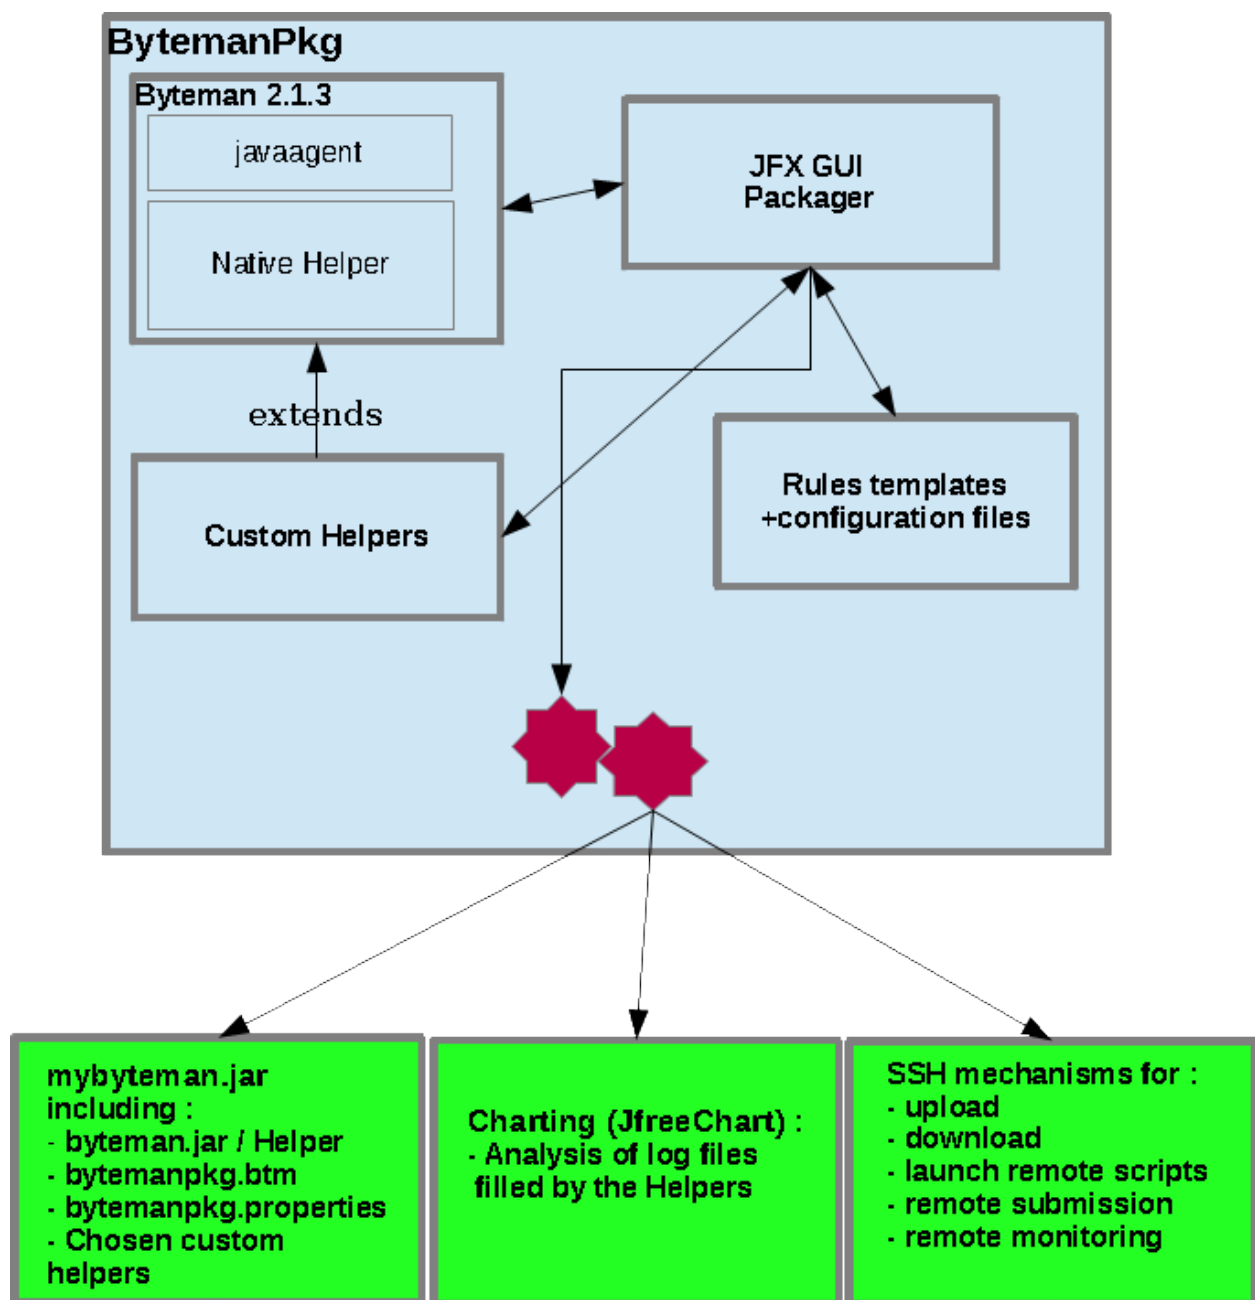 BytemanPkg
Byteman 2.1.3
javaagent
Native Helper
JFX GUI
Packager
extends
Custom Helpers
Rules templates
+configuration files
mybyteman.jar
including :
- byteman.jar / Helper
- bytemanpkg.btm
- bytemanpkg.properties
- Chosen custom
helpers
Charting (JfreeChart) :
- Analysis of log files
filled by the Helpers
SSH mechanisms for :
- upload
- download
- launch remote scripts
- remote submission
- remote monitoring